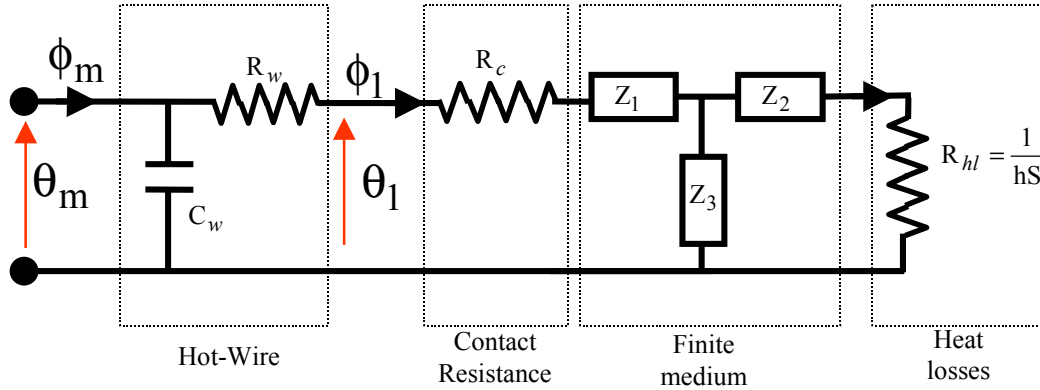 ϕm
Rw
ϕ1
Rc
Z1
Z2
Rhl = 1/hS
θm
Cw
θ1
Z3
Hot-Wire
Contact
Resistance
Finite
medium
Heat
losses